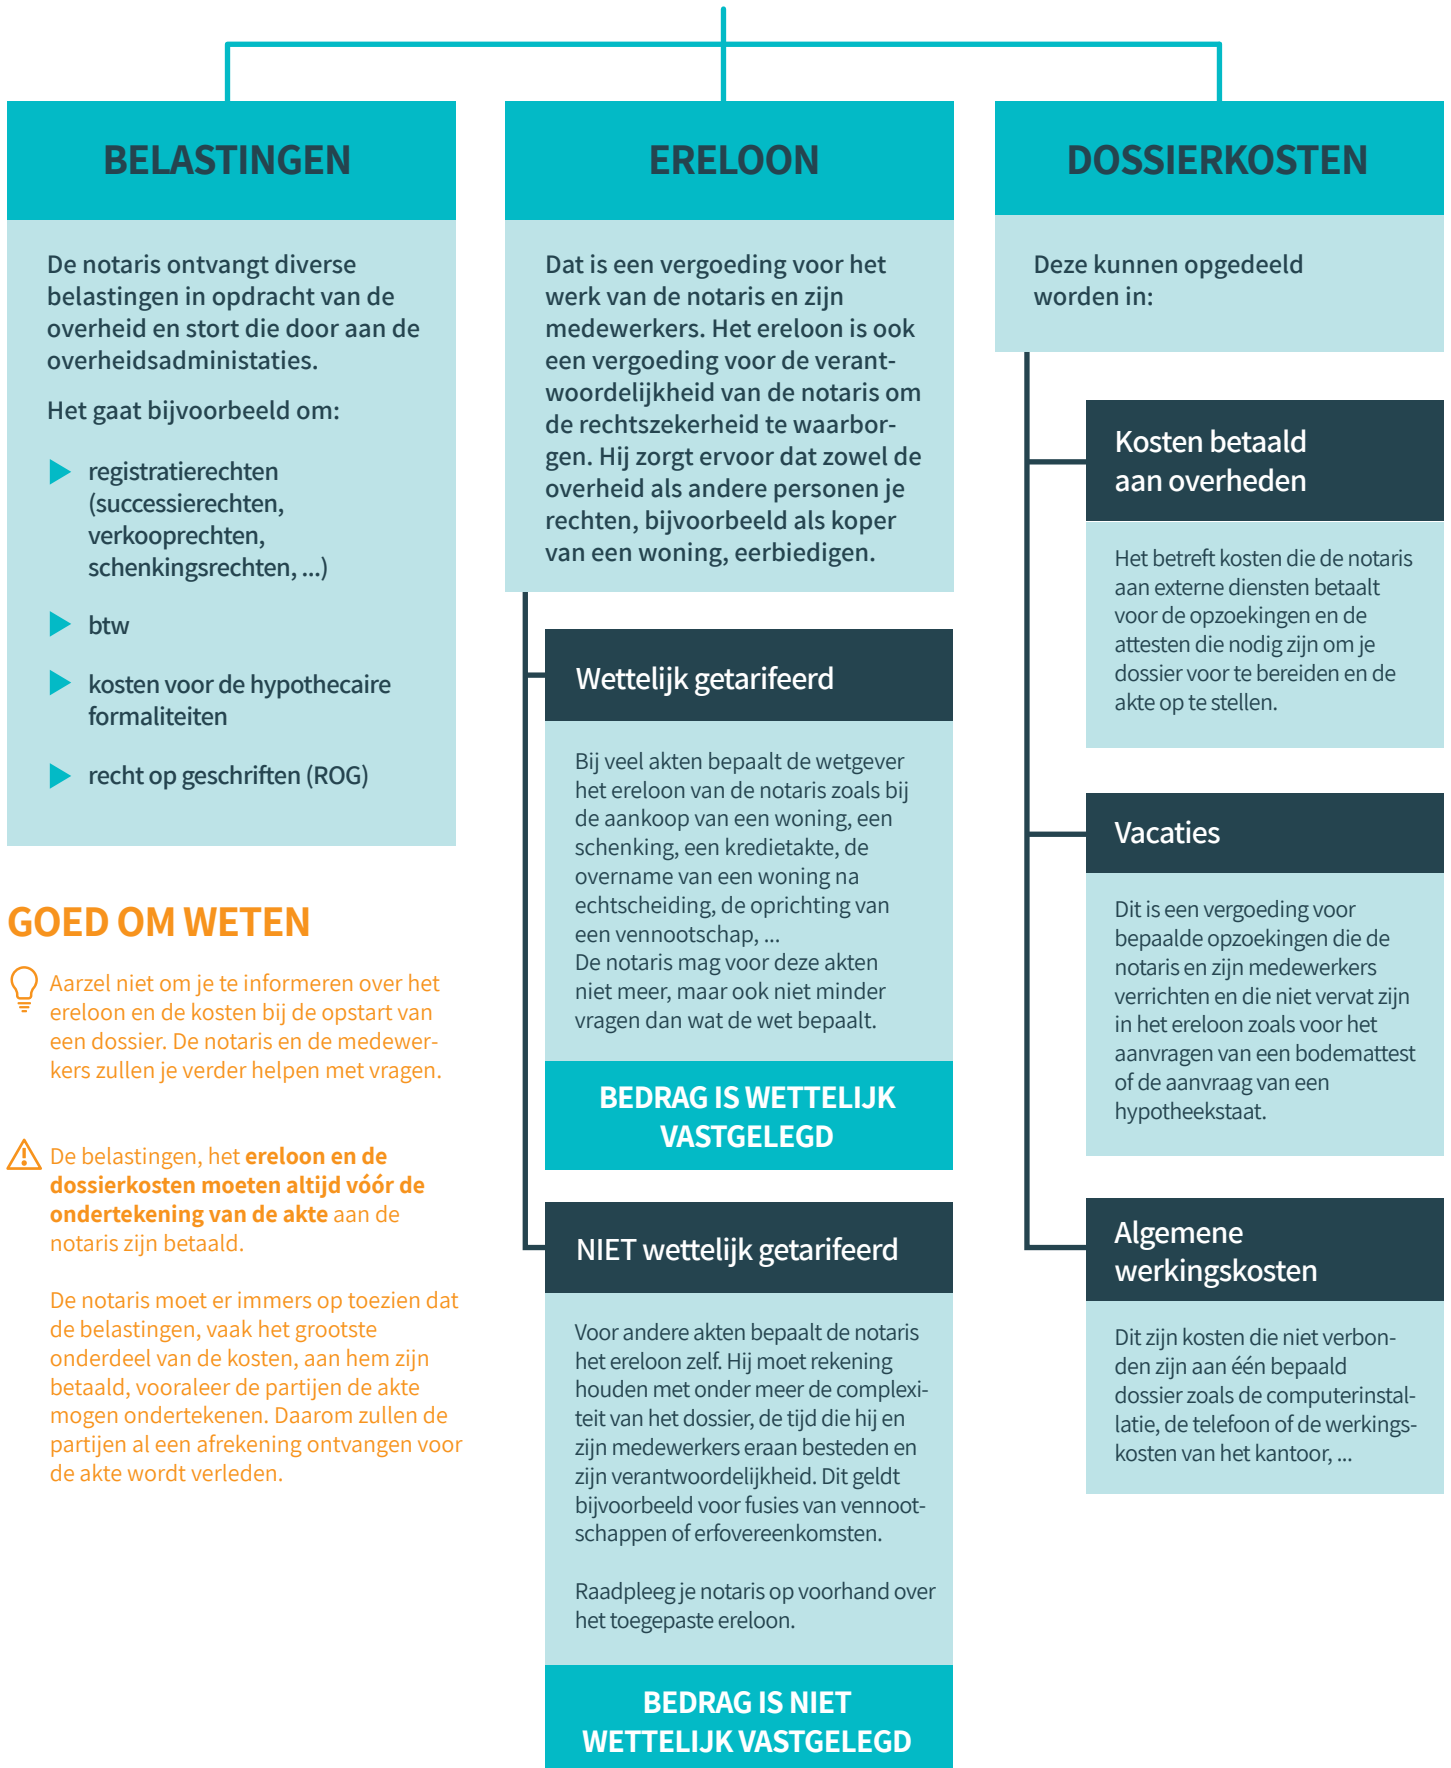 BELASTINGEN
De notaris ontvangt diverse
belastingen in opdracht van de
overheid en stort die door aan de
overheidsadministaties.
Het gaat bijvoorbeeld om:
registratierechten
(successierechten,
verkooprechten,
schenkingsrechten, ...)
btw
kosten voor de hypothecaire
formaliteiten
recht op geschriften (ROG)
GOED OM WETEN
Aarzel niet om je te informeren over het
ereloon en de kosten bij de opstart van
een dossier. De notaris en de medewer-
kers zullen je verder helpen met vragen.
De belastingen, het ereloon en de
dossierkosten moeten altijd vóór de
ondertekening van de akte aan de
notaris zijn betaald.
De notaris moet er immers op toezien dat
de belastingen, vaak het grootste
onderdeel van de kosten, aan hem zijn
betaald, vooraleer de partijen de akte
mogen ondertekenen. Daarom zullen de
partijen al een afrekening ontvangen voor
de akte wordt verleden.
ERELOON
Dat is een vergoeding voor het
werk van de notaris en zijn
medewerkers. Het ereloon is ook
een vergoeding voor de verant-
woordelijkheid van de notaris om
de rechtszekerheid te waarbor-
gen. Hij zorgt ervoor dat zowel de
overheid als andere personen je
rechten, bijvoorbeeld als koper
van een woning, eerbiedigen.
Wettelijk getarifeerd
Bij veel akten bepaalt de wetgever
het ereloon van de notaris zoals bij
de aankoop van een woning, een
schenking, een kredietakte, de
overname van een woning na
echtscheiding, de oprichting van
een vennootschap, ...
De notaris mag voor deze akten
niet meer, maar ook niet minder
vragen dan wat de wet bepaalt.
BEDRAG IS WETTELIJK
VASTGELEGD
NIET wettelijk getarifeerd
Voor andere akten bepaalt de notaris
het ereloon zelf. Hij moet rekening
houden met onder meer de complexi-
teit van het dossier, de tijd die hij en
zijn medewerkers eraan besteden en
zijn verantwoordelijkheid. Dit geldt
bijvoorbeeld voor fusies van vennoot-
schappen of erfovereenkomsten.
Raadpleeg je notaris op voorhand over
het toegepaste ereloon.
BEDRAG IS NIET
WETTELIJK VASTGELEGD
DOSSIERKOSTEN
Deze kunnen opgedeeld
worden in:
Kosten betaald
aan overheden
Het betreft kosten die de notaris
aan externe diensten betaalt
voor de opzoekingen en de
attesten die nodig zijn om je
dossier voor te bereiden en de
akte op te stellen.
Vacaties
Dit is een vergoeding voor
bepaalde opzoekingen die de
notaris en zijn medewerkers
verrichten en die niet vervat zijn
in het ereloon zoals voor het
aanvragen van een bodemattest
of de aanvraag van een
hypotheekstaat.
Algemene
werkingskosten
Dit zijn kosten die niet verbon-
den zijn aan één bepaald
dossier zoals de computerinstal-
latie, de telefoon of de werkings-
kosten van het kantoor, ...